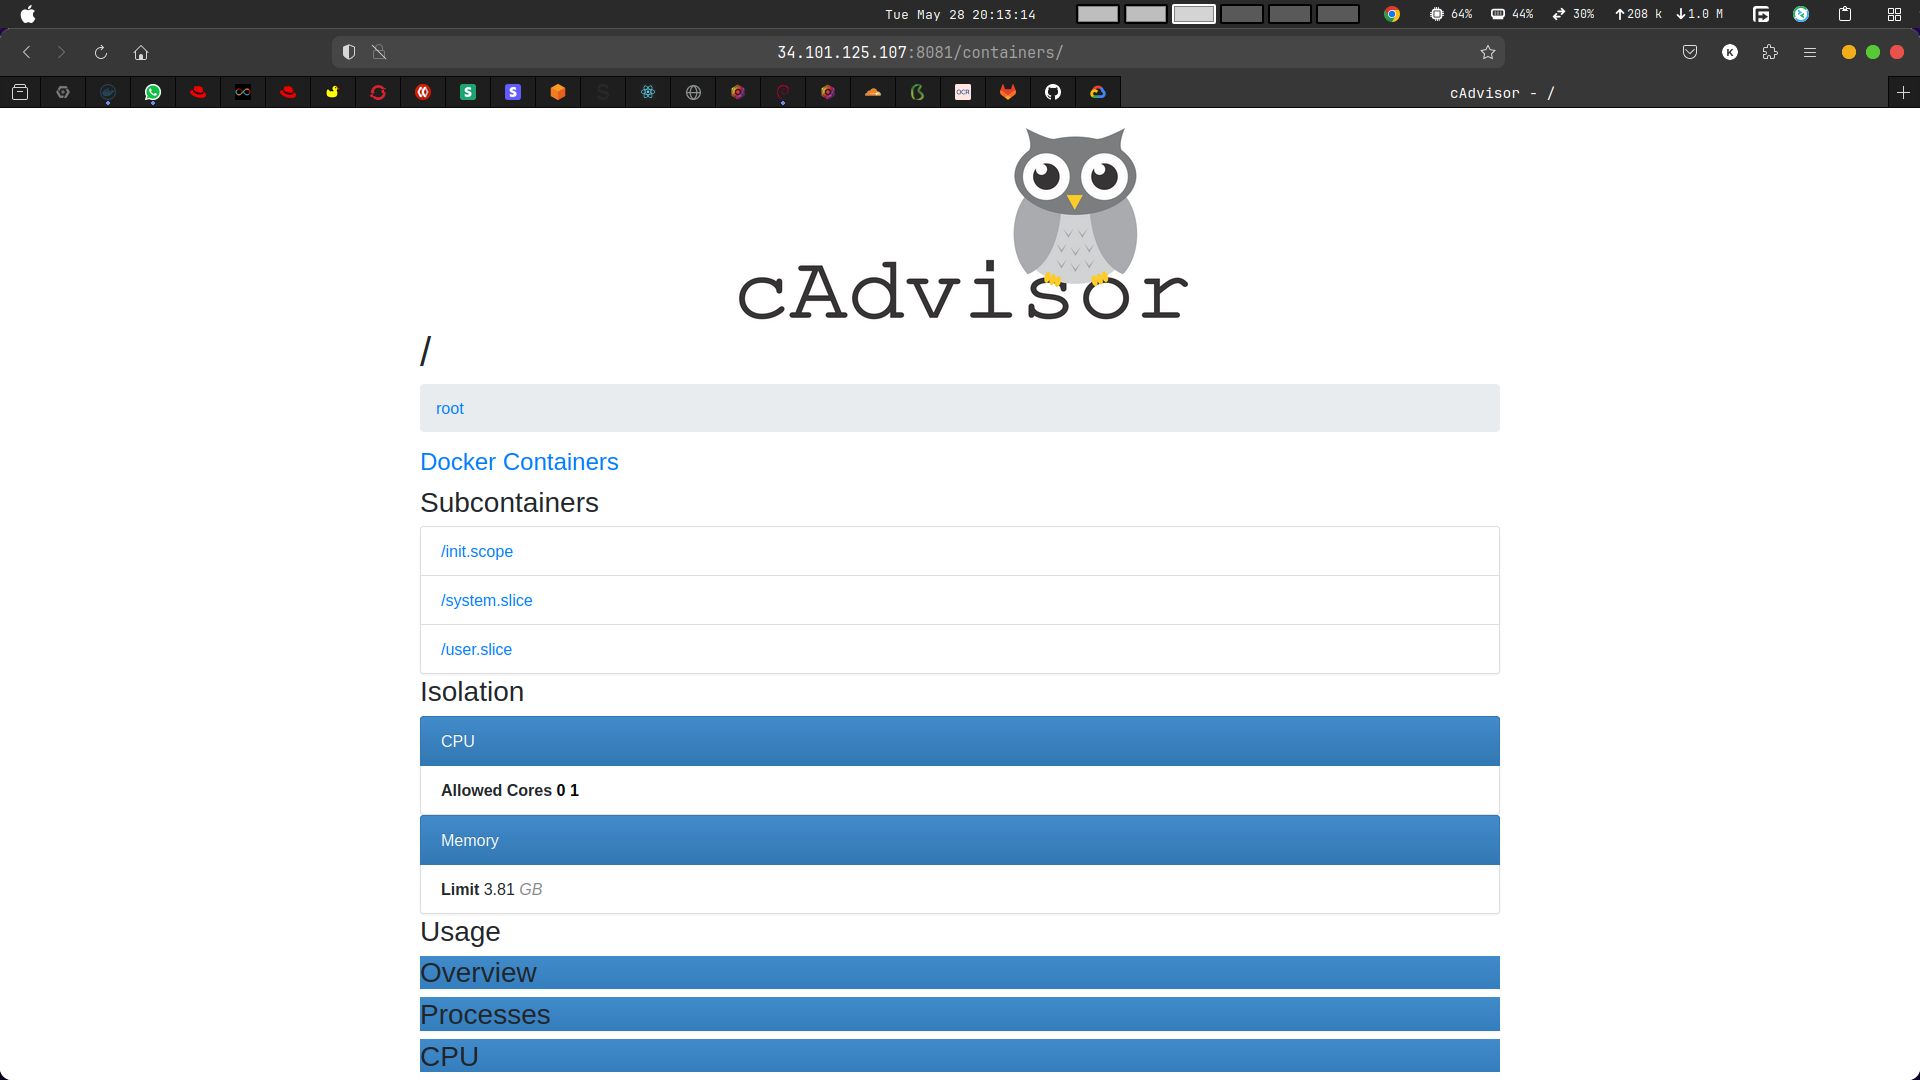 Tue May 28 20:13:14
64%
44%
30%
208 k
1.0 M
34.101.125.107:8081/containers/
K
S
S
S
OCR
cAdvisor - /
cAdvisor
/
root
Docker Containers
Subcontainers
/init.scope
/system.slice
/user.slice
Isolation
CPU
Allowed Cores 0 1
Memory
Limit 3.81 GB
Usage
Overview
Processes
CPU